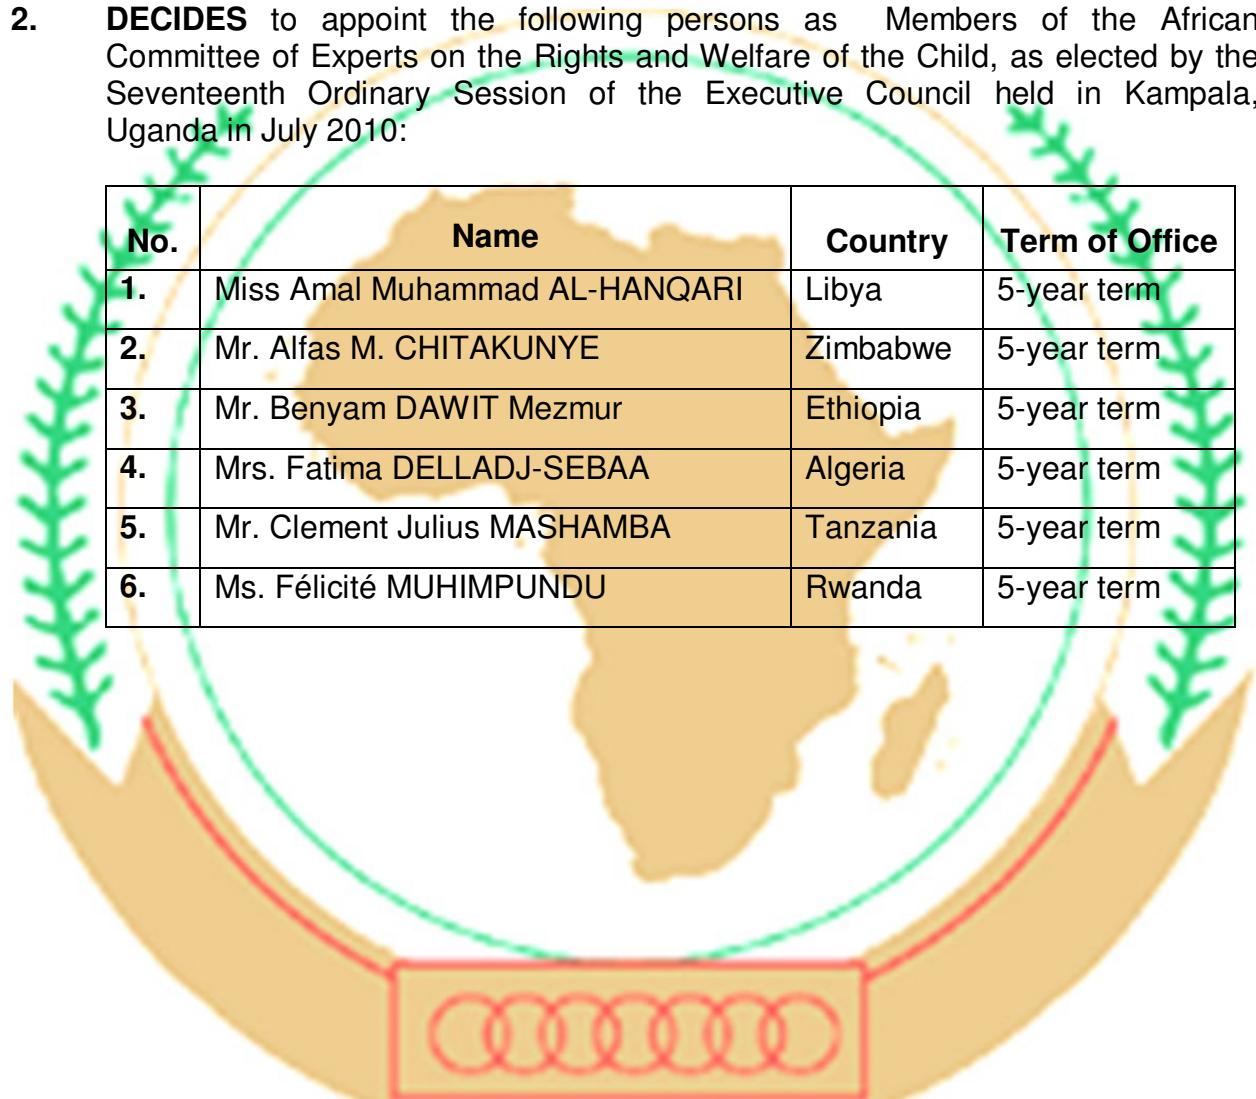 2. DECIDES to appoint the following persons as Members of the African
Committee of Experts on the Rights and Welfare of the Child, as elected by the
Seventeenth Ordinary Session of the Executive Council held in Kampala,
Uganda in July 2010:
No. Name Country Term of Office
1. Miss Amal Muhammad AL-HANQARI Libya 5-year term
2. Mr. Alfas M. CHITAKUNYE Zimbabwe 5-year term
3. Mr. Benyam DAWIT Mezmur Ethiopia 5-year term
4. Mrs. Fatima DELLADJ-SEBAA Algeria 5-year term
5. Mr. Clement Julius MASHAMBA Tanzania 5-year term
6. Ms. Félicité MUHIMPUNDU Rwanda 5-year term